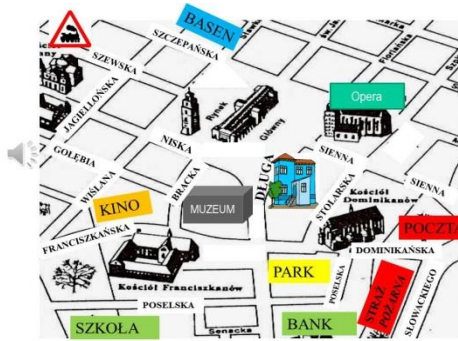 BASEN
SZCZEPAŃSKA
SZEWSKA
JAGIELLOŃSKA
Floriańska
Opera
Rynek
Główny
NISKA
GOŁĘBIA
WIŚLANA
BRACKA
DŁUGA
SIENNA
STOLARSKA
SIENNA
KINO
MUZEUM
Kościół
Dominikanów
POCZTA
FRANCISZKAŃSKA
DOMINIKAŃSKA
Kościół Franciszkanów
PARK
POSELSKA
STRAŻ
POŻARNA
SŁOWACKIEGO
POSELSKA
SZKOŁA
Senacka
BANK